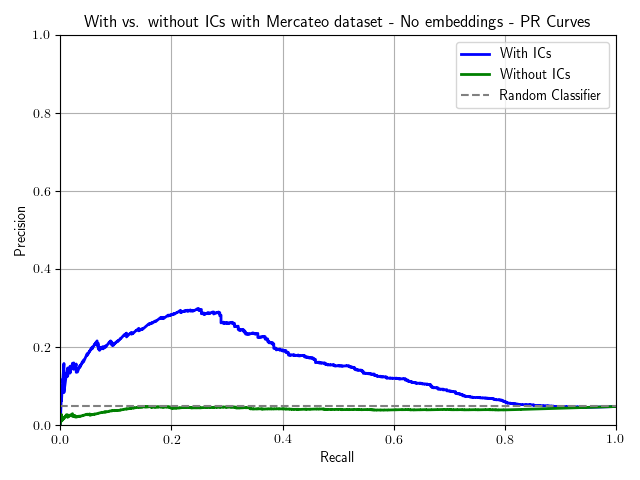 With vs. without ICs with Mercateo dataset - No embeddings - PR Curves
With ICs
Without ICs
Random Classifier
Precision
1.0
0.8
0.6
0.4
0.2
0.0
0.0 0.2 0.4 0.6 0.8 1.0
Recall